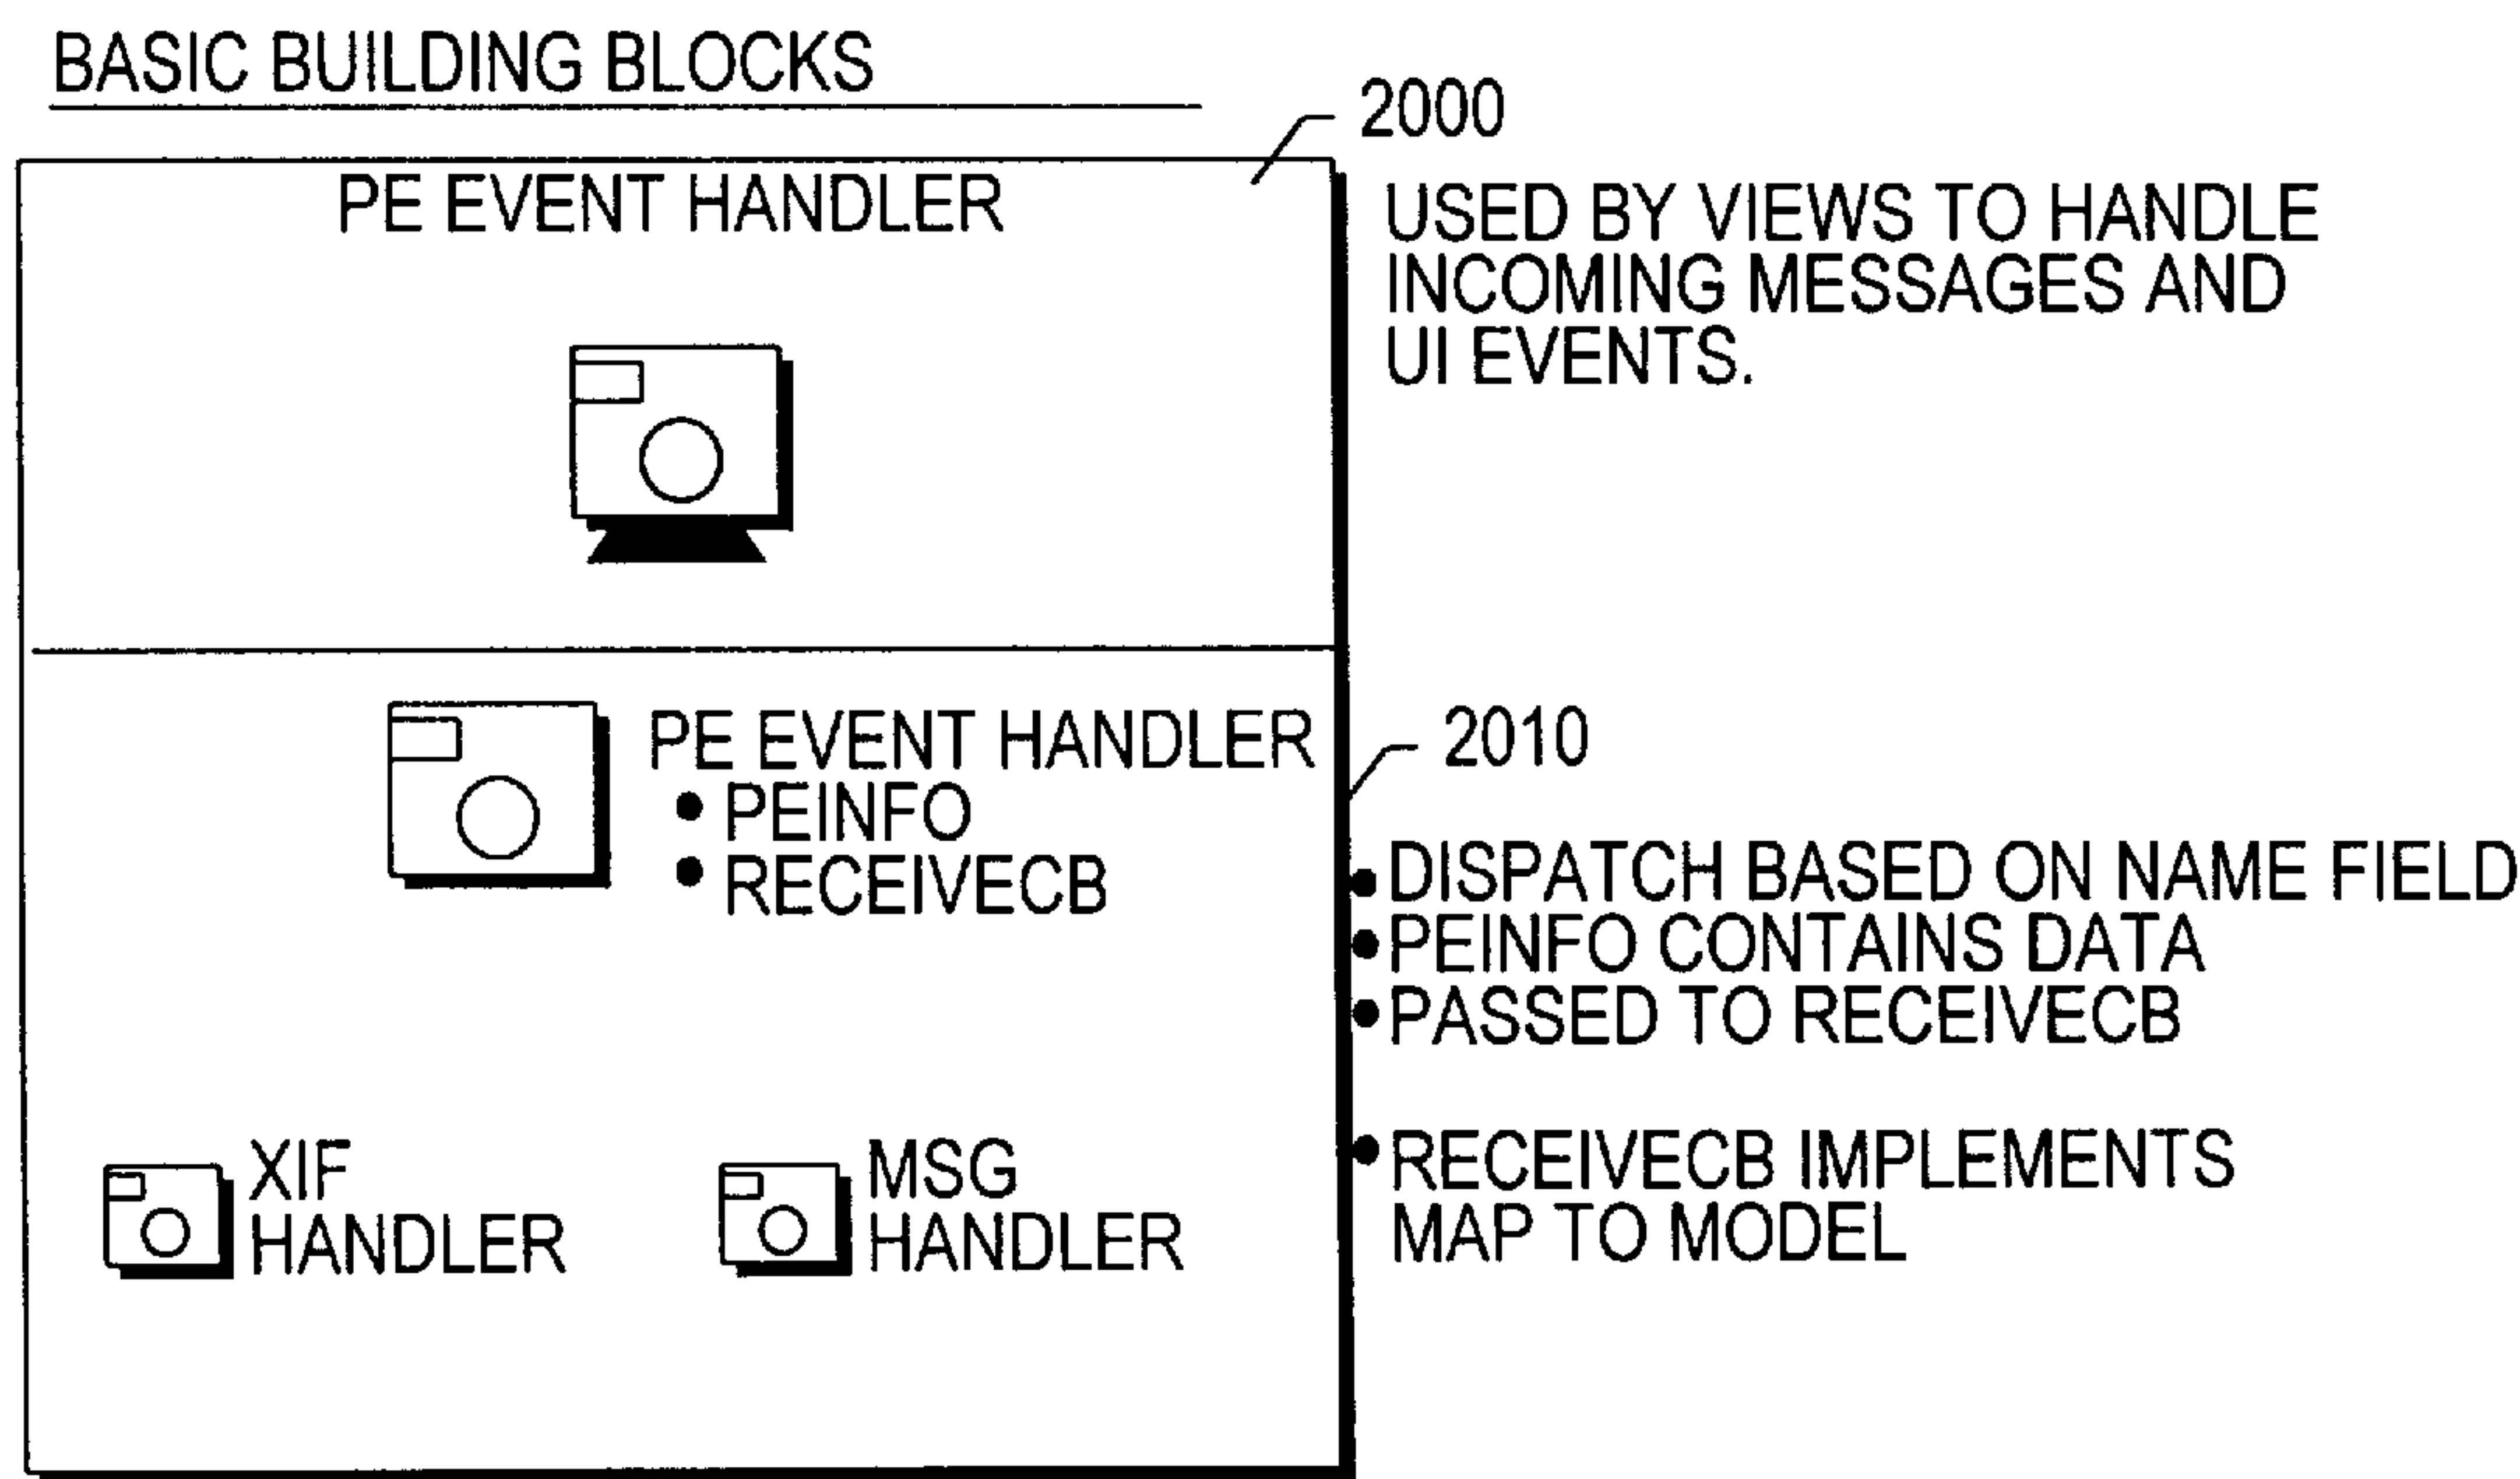 BASIC BUILDING BLOCKS
2000
PE EVENT HANDLER
USED BY VIEWS TO HANDLE
INCOMING MESSAGES AND
UI EVENTS.
PE EVENT HANDLER
• PEINFO
• RECEIVECB
2010
• DISPATCH BASED ON NAME FIELD
• PEINFO CONTAINS DATA
• PASSED TO RECEIVECB
• RECEIVECB IMPLEMENTS
MAP TO MODEL
XIF
HANDLER
MSG
HANDLER